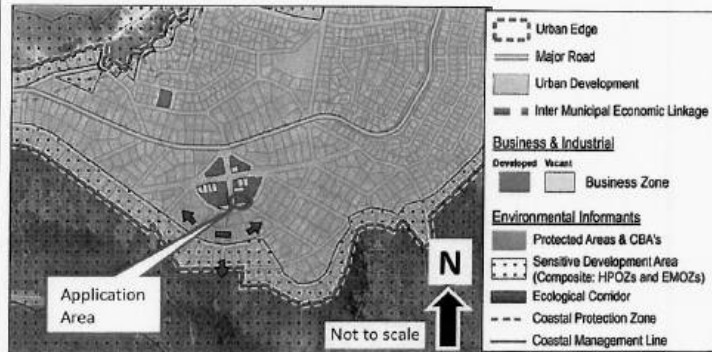 Application
Area
N
Not to scale
Urban Edge
Major Road
Urban Development
Inter Municipal Economic Linkage
Business & Industrial
Developed Vacant
Business Zone
Environmental Informants
Protected Areas & CBA's
Sensitive Development Area
(Composite: HPOZs and EMOZs)
Ecological Corridor
Coastal Protection Zone
Coastal Management Line